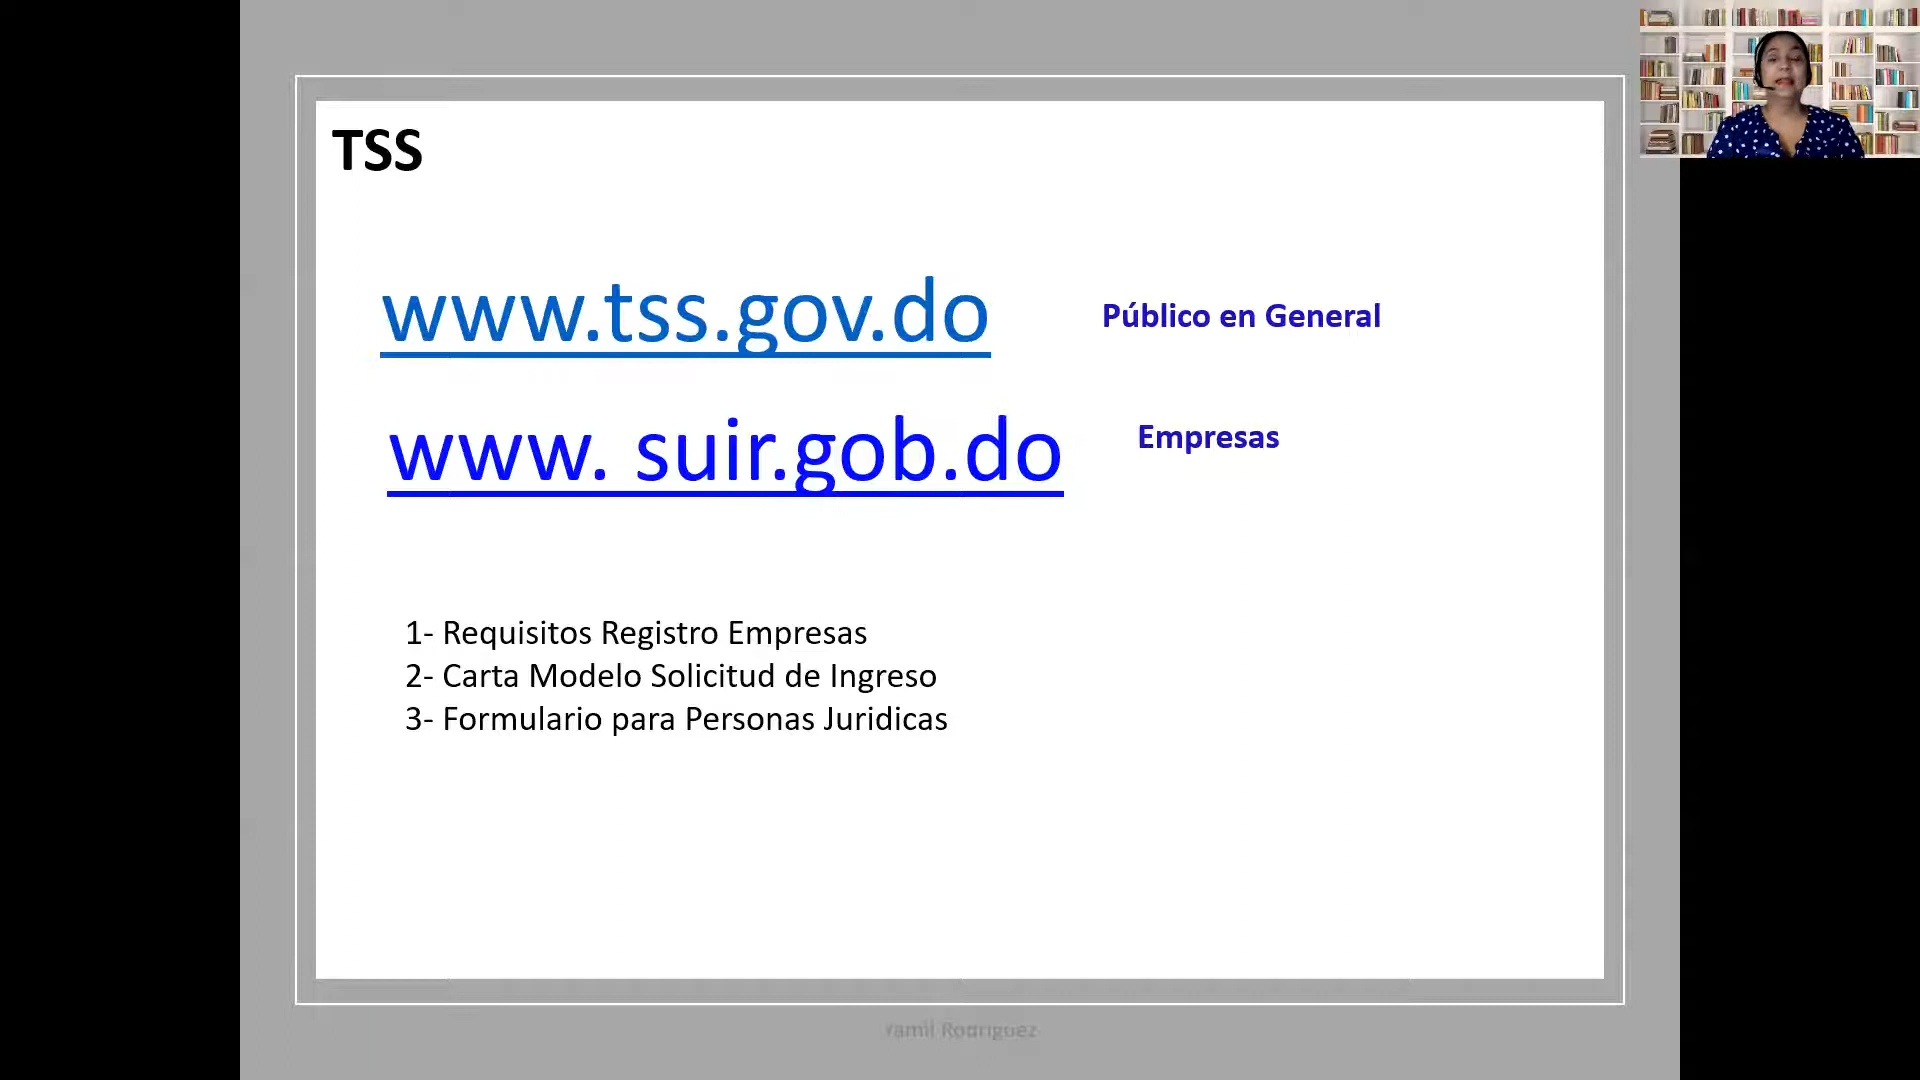 TSS
www.tss.gov.do
Público en General
www. suir.gob.do
Empresas
1- Requisitos Registro Empresas
2- Carta Modelo Solicitud de Ingreso
3- Formulario para Personas Juridicas
Yamil Rodriguez